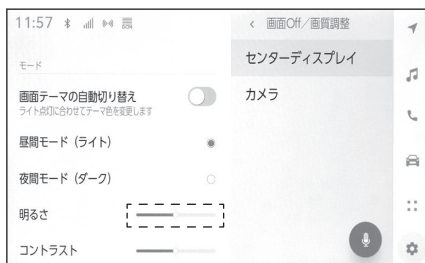 11:57
モード
画面テーマの自動切り替え
ライト点灯に合わせてテーマ色を変更します
昼間モード（ライト）
夜間モード（ダーク）
明るさ
コントラスト
< 画面Off／画質調整
センターディスプレイ
カメラ